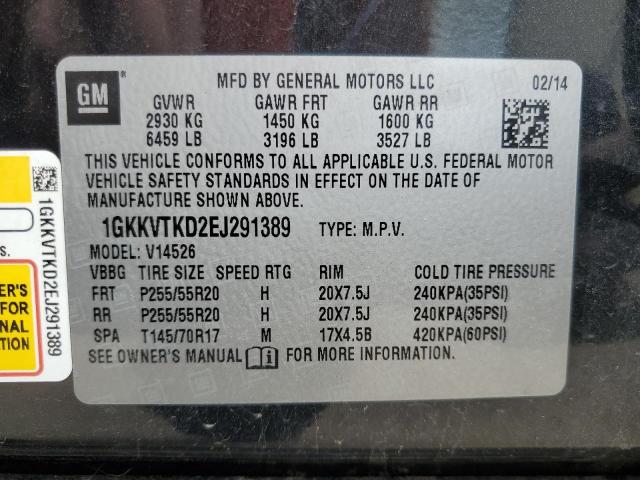 GM
MFD BY GENERAL MOTORS LLC 02/14
GVWR GAWR FRT GAWR RR
2930 KG 1450 KG 1600 KG
6459 LB 3196 LB 3527 LB
THIS VEHICLE CONFORMS TO ALL APPLICABLE U.S. FEDERAL MOTOR
VEHICLE SAFETY STANDARDS IN EFFECT ON THE DATE OF
MANUFACTURE SHOWN ABOVE.
1GKKVTKD2EJ291389 TYPE: M.P.V.
MODEL: V14526
VBBG TIRE SIZE SPEED RTG RIM COLD TIRE PRESSURE
FRT P255/55R20 H 20X7.5J 240KPA(35PSI)
RR P255/55R20 H 20X7.5J 240KPA(35PSI)
SPA T145/70R17 M 17X4.5B 420KPA(60PSI)
SEE OWNER'S MANUAL FOR MORE INFORMATION.
1GKKVTKD2EJ291389
S.
FOR